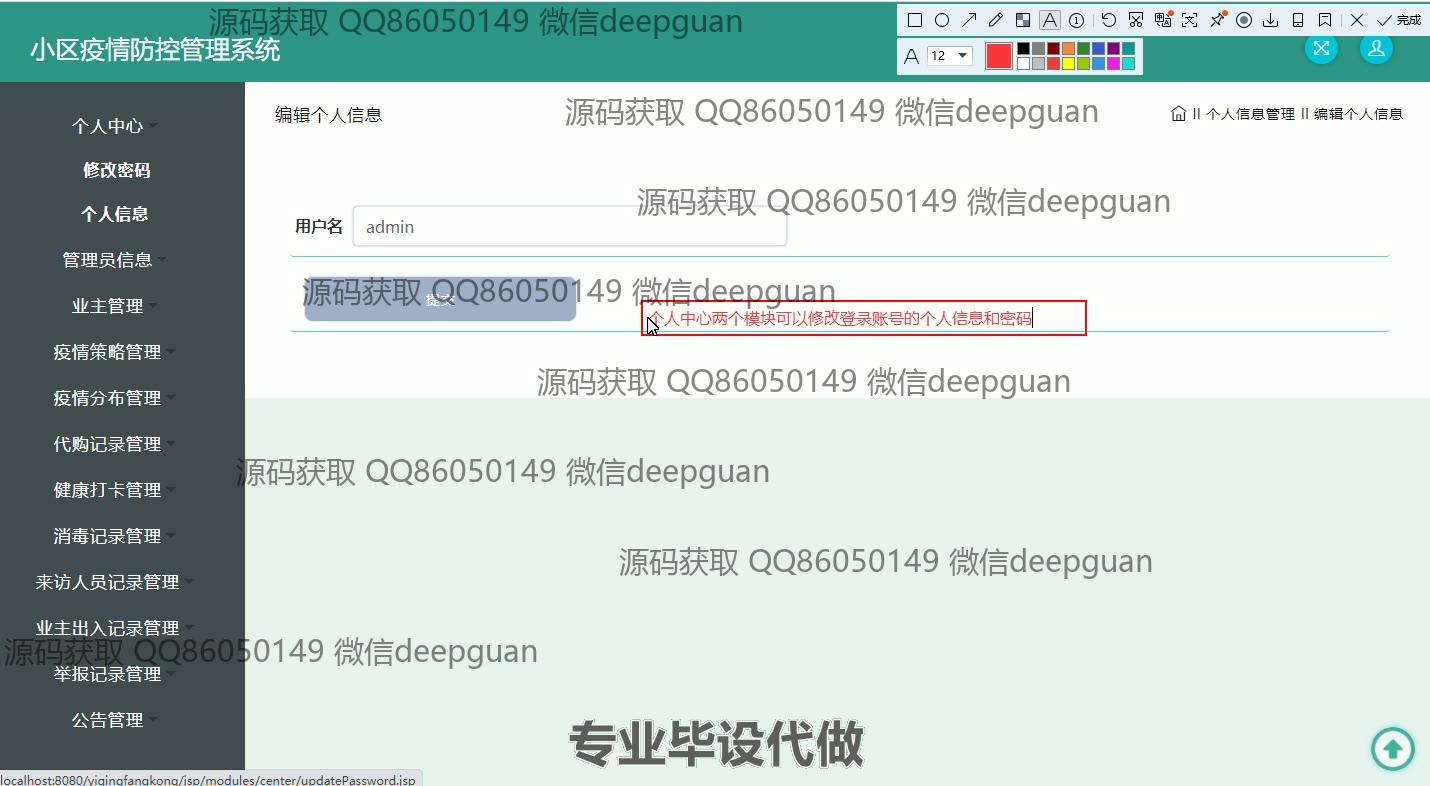 源码获取 QQ86050149 微信deepguan
完成
小区疫情防控管理系统
A 12
编辑个人信息
源码获取 QQ86050149 微信deepguan
个人信息管理 II 编辑个人信息
个人中心
修改密码
个人信息
管理员信息
业主管理
疫情策略管理
疫情分布管理
代购记录管理
健康打卡管理
消毒记录管理
来访人员记录管理
业主出入记录管理
举报记录管理
公告管理
源码获取 QQ86050149 微信deepguan
用户名 admin
源码获取 QQ86050149 微信deepguan
提交
个人中心两个模块可以修改登录账号的个人信息和密码
源码获取 QQ86050149 微信deepguan
源码获取 QQ86050149 微信deepguan
源码获取 QQ86050149 微信deepguan
源码获取 QQ86050149 微信deepguan
专业毕设代做
localhost:8080/yiqingfangkong/jsp/modules/center/updatePassword.jsp